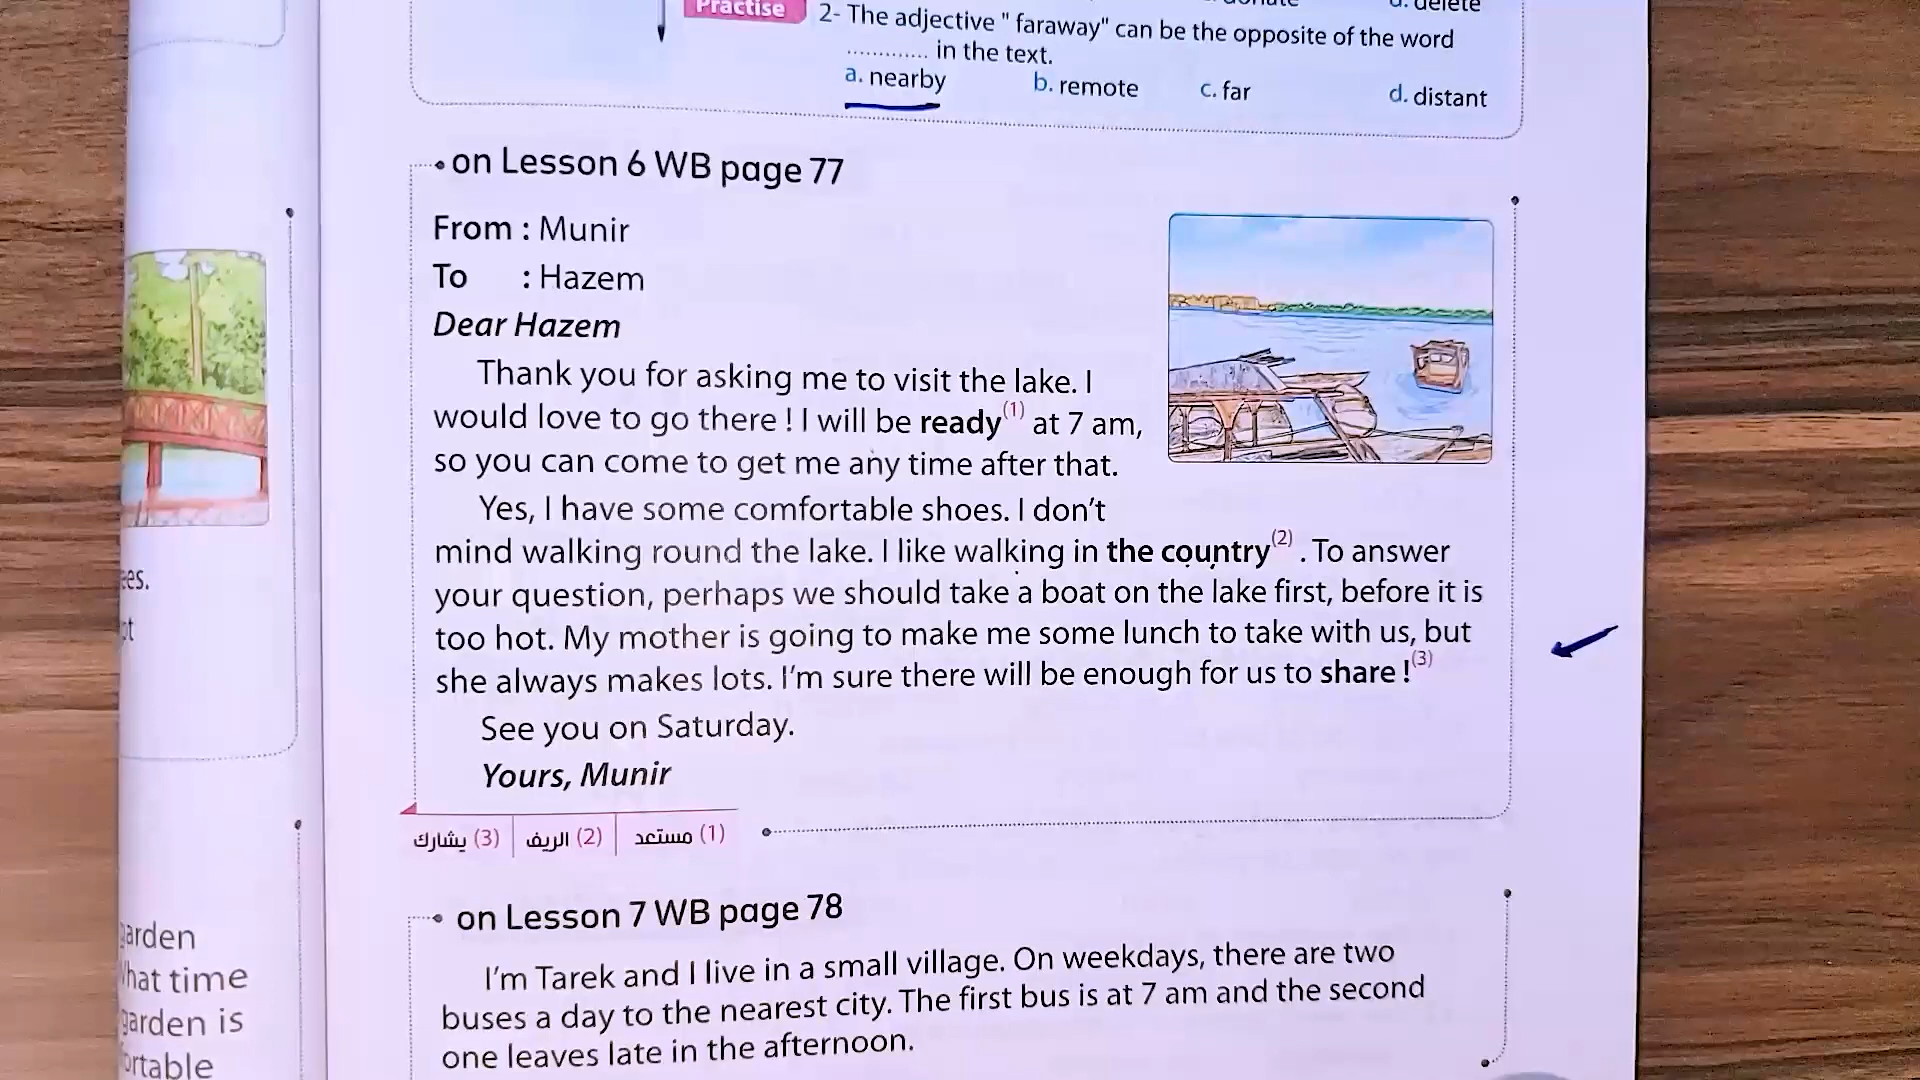 Practise
2- The adjective " faraway" can be the opposite of the word
............ in the text.
a. nearby b. remote c. far d. distant
d. delete
on Lesson 6 WB page 77
From : Munir
To : Hazem
Dear Hazem
Thank you for asking me to visit the lake. I
would love to go there ! I will be ready(1) at 7 am,
so you can come to get me any time after that.
Yes, I have some comfortable shoes. I don't
mind walking round the lake. I like walking in the country(2) . To answer
your question, perhaps we should take a boat on the lake first, before it is
too hot. My mother is going to make me some lunch to take with us, but
she always makes lots. I'm sure there will be enough for us to share !(3)
See you on Saturday.
Yours, Munir
(1) مستعد (2) الريف (3) يشارك
on Lesson 7 WB page 78
I'm Tarek and I live in a small village. On weekdays, there are two
buses a day to the nearest city. The first bus is at 7 am and the second
one leaves late in the afternoon.
time
garden is